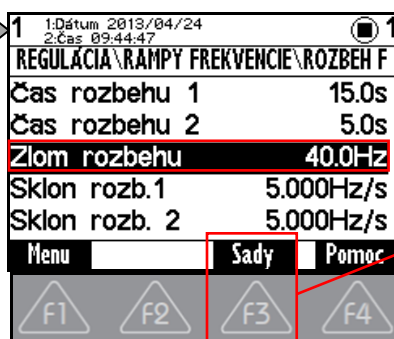 1 1:Dátum 2013/04/24 1
2:Čas 09:44:47
REGULÁCIA\RAMPY FREKVENCIE\ROZBEH F
Čas rozbehu 1 15.0s
Čas rozbehu 2 5.0s
Zlom rozbehu 40.0Hz
Sklon rozb.1 5.000Hz/s
Sklon rozb. 2 5.000Hz/s
Menu Sady Pomoc
F1 F2 F3 F4